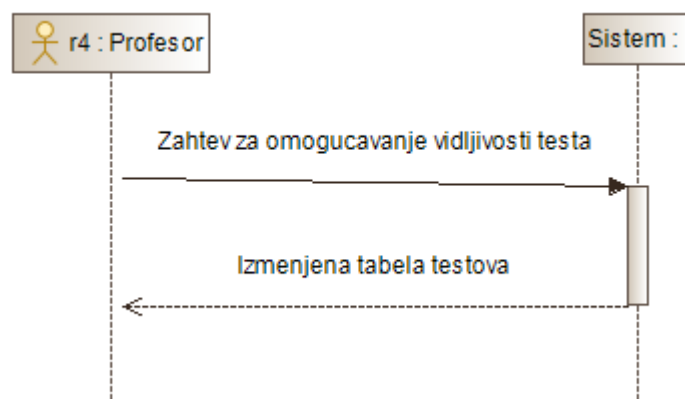 r4 : Profesor
Sistem :
Zahtev za omogucavanje vidljivosti testa
Izmenjena tabela testova